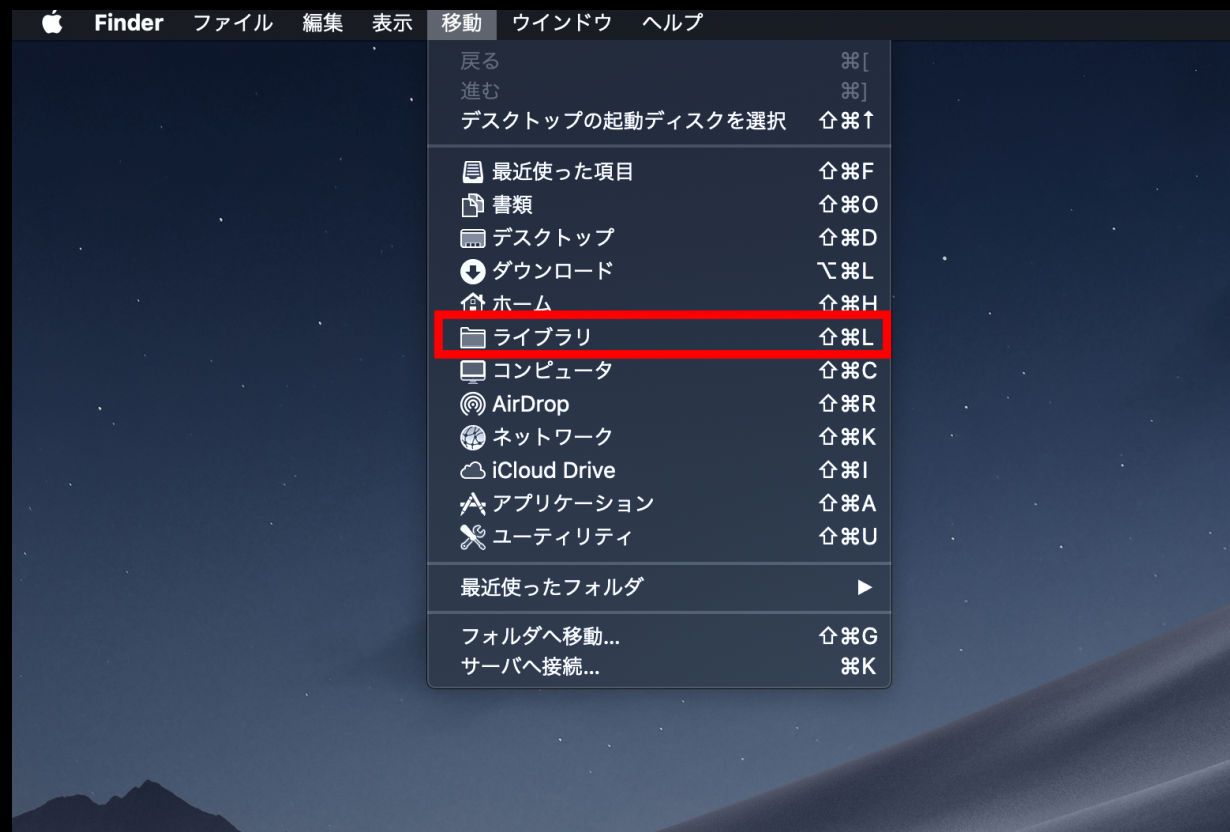 Finder ファイル 編集 表示 移動 ウインドウ ヘルプ
戻る ⌘[
進む ⌘]
デスクトップの起動ディスクを選択 ⇧⌘↑
最近使った項目 ⇧⌘F
書類 ⇧⌘O
デスクトップ ⇧⌘D
ダウンロード ⌥⌘L
ホーム ⇧⌘H
ライブラリ ⇧⌘L
コンピュータ ⇧⌘C
AirDrop ⇧⌘R
ネットワーク ⇧⌘K
iCloud Drive ⇧⌘I
アプリケーション ⇧⌘A
ユーティリティ ⇧⌘U
最近使ったフォルダ ▶
フォルダへ移動... ⇧⌘G
サーバへ接続... ⌘K